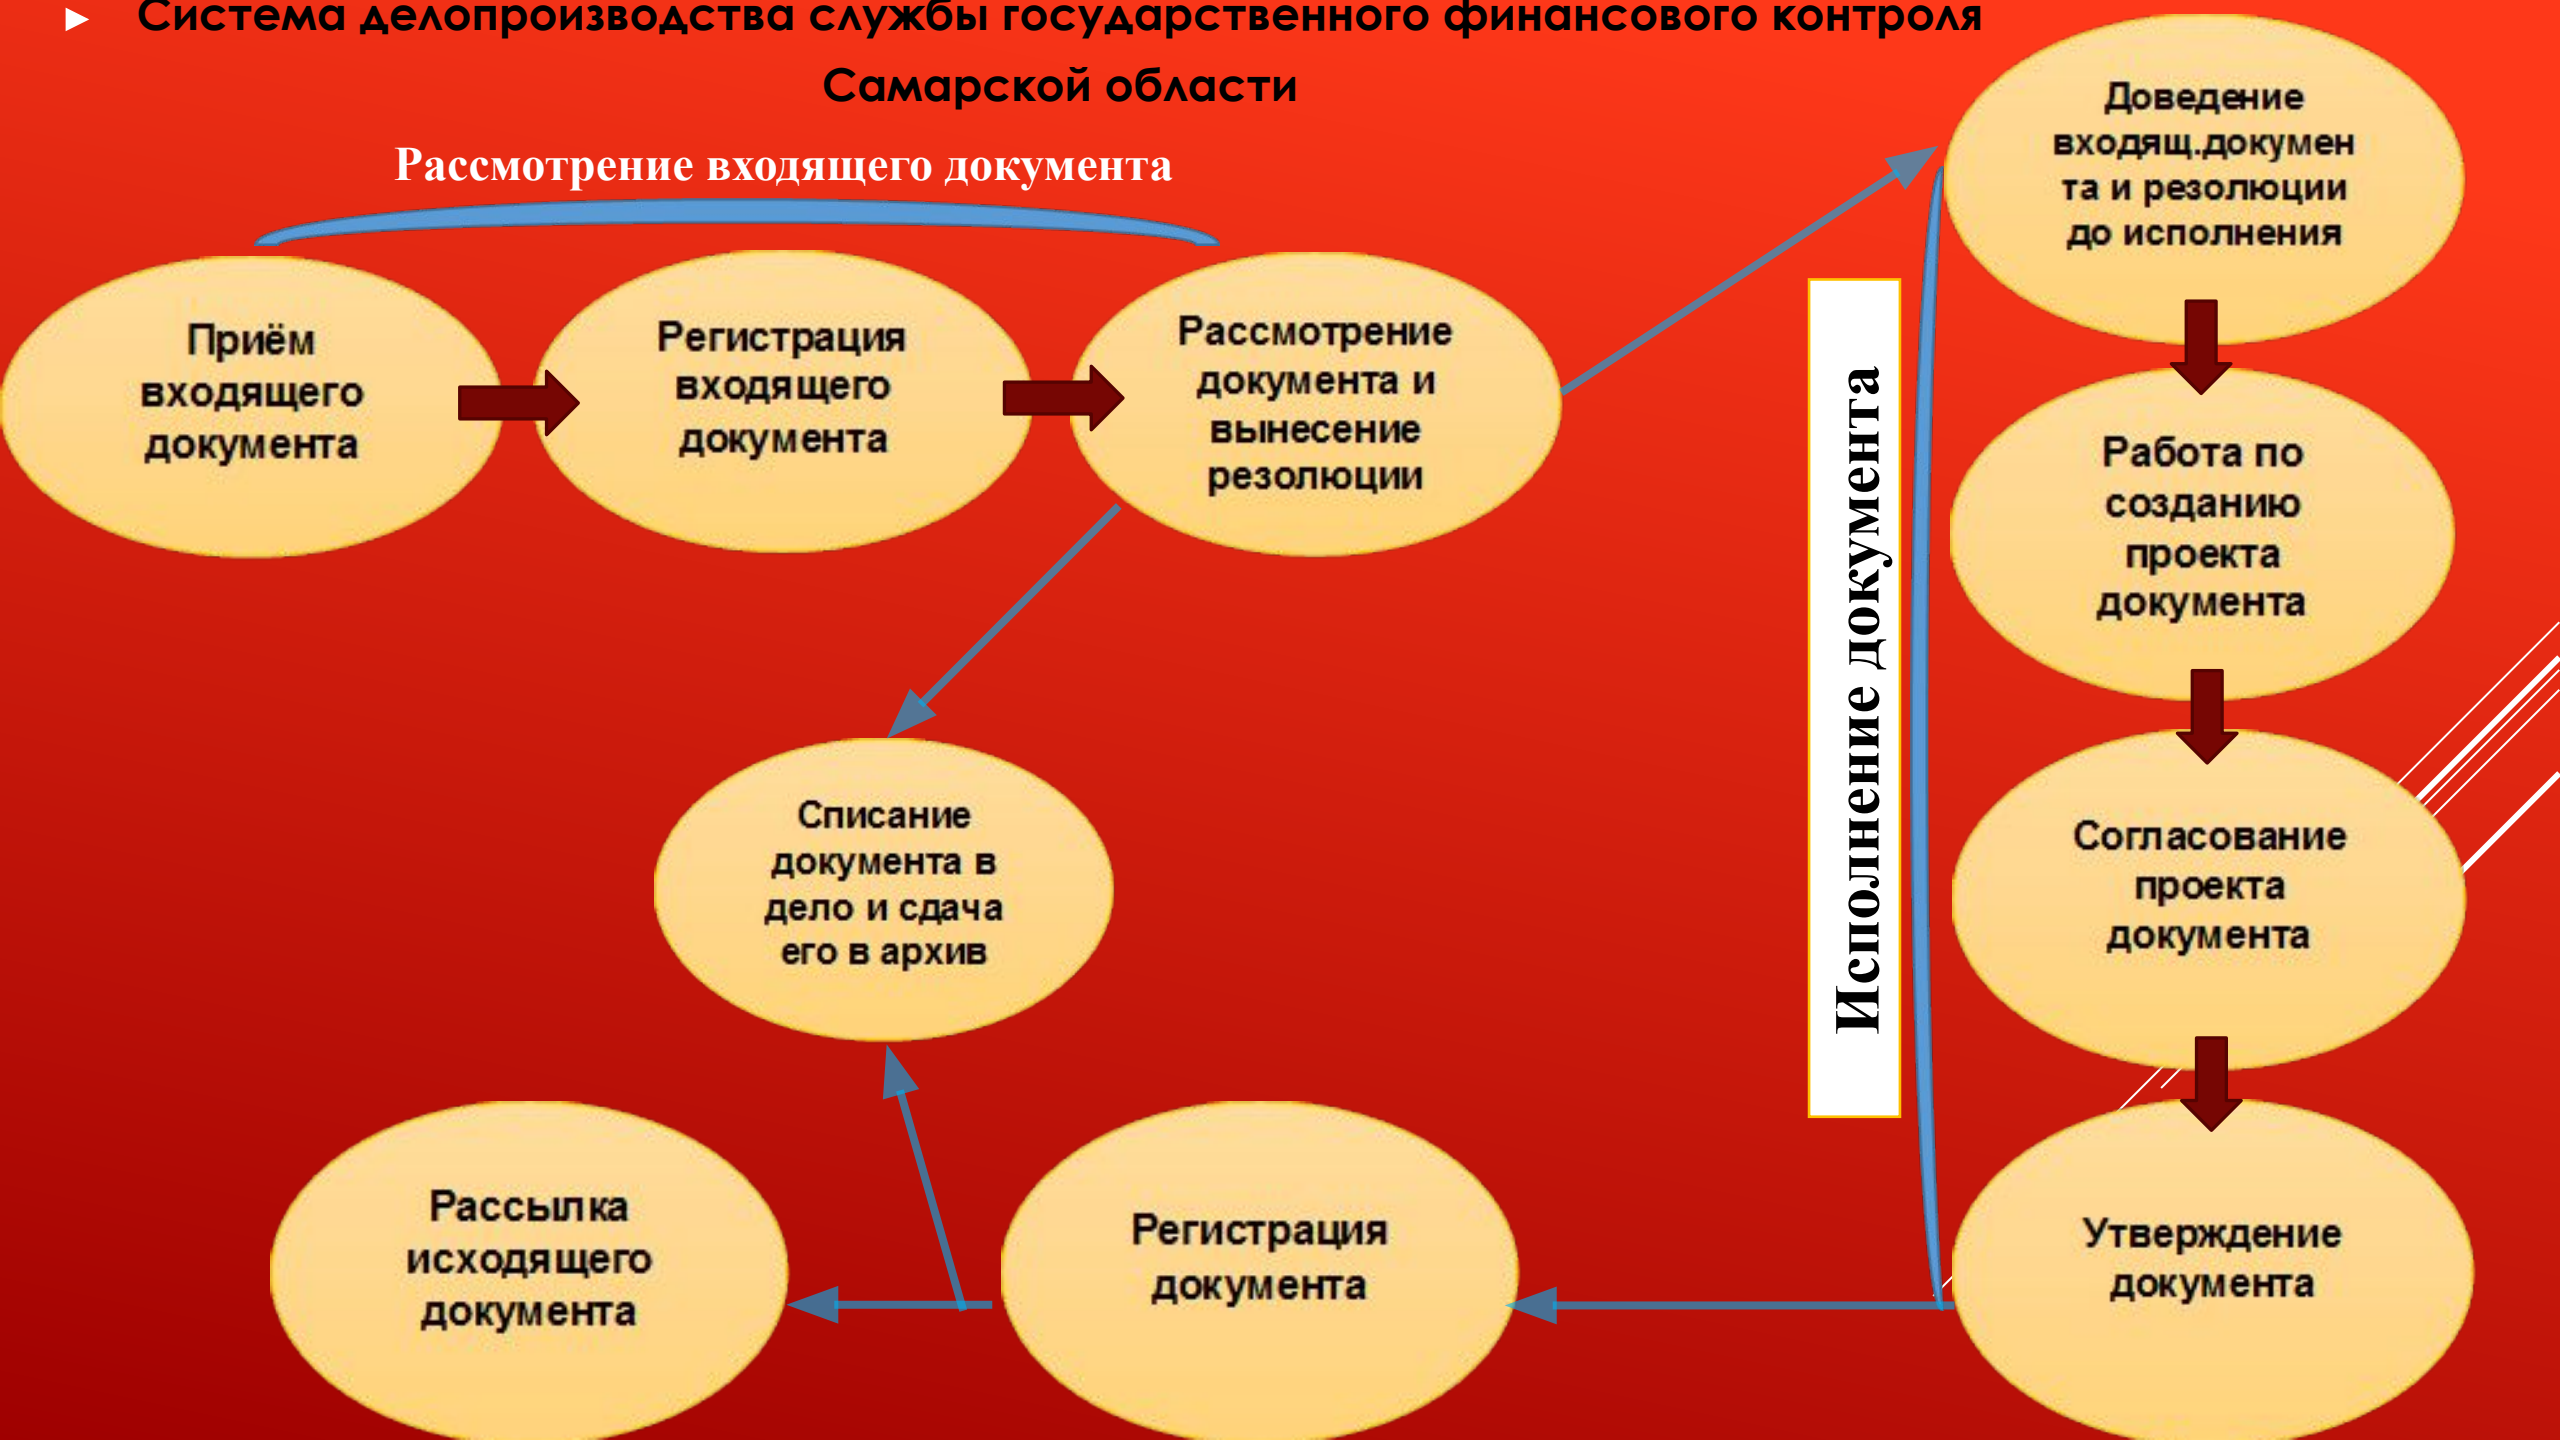 Система делопроизводства службы государственного финансового контроля
Самарской области
Рассмотрение входящего документа
Приём
входящего
документа
Регистрация
входящего
документа
Рассмотрение
документа и
вынесение
резолюции
Доведение
входящ.докумен
та и резолюции
до исполнения
Исполнение документа
Работа по
созданию
проекта
документа
Согласование
проекта
документа
Утверждение
документа
Списание
документа в
дело и сдача
его в архив
Рассылка
исходящего
документа
Регистрация
документа